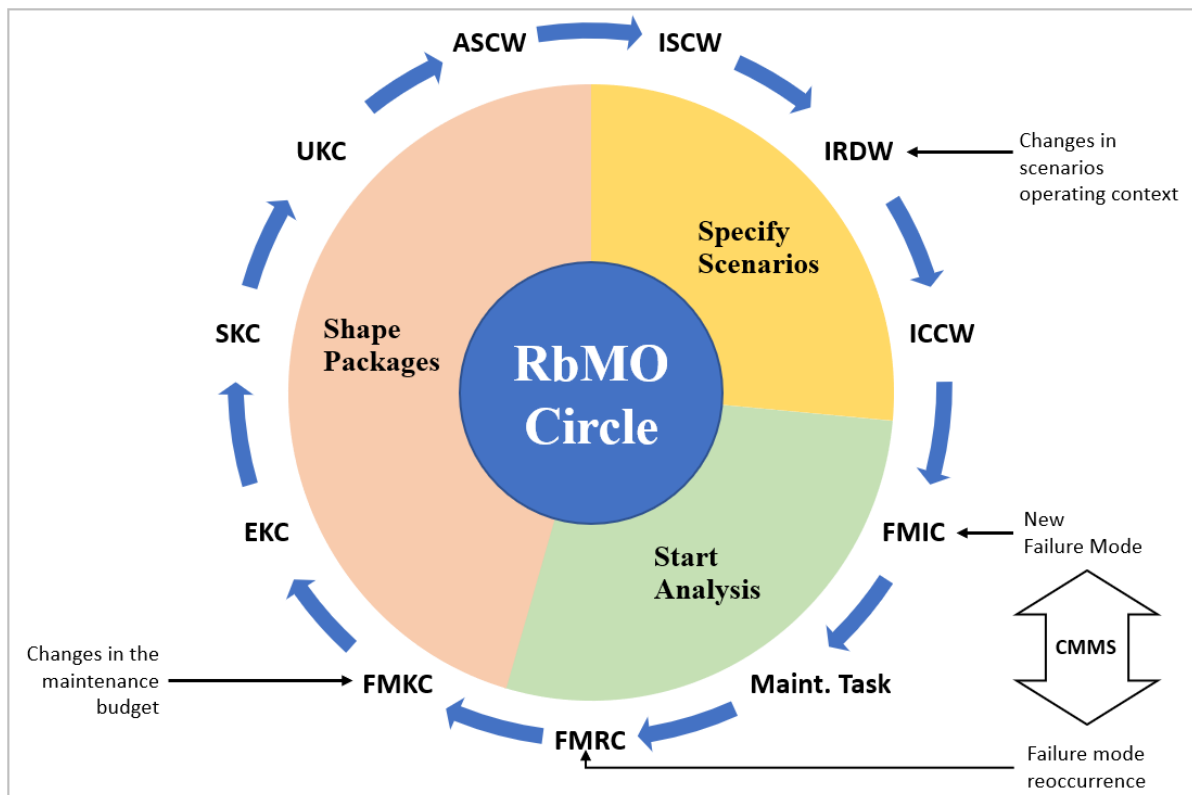 ASCW
ISCW
UKC
IRDW
Changes in
scenarios
operating context
Specify
Scenarios
SKC
Shape
Packages
RbMO
Circle
ICCW
EKC
FMIC
New
Failure Mode
Start
Analysis
CMMS
Changes in the
maintenance
budget
FMKC
Maint. Task
FMRC
Failure mode
reoccurrence